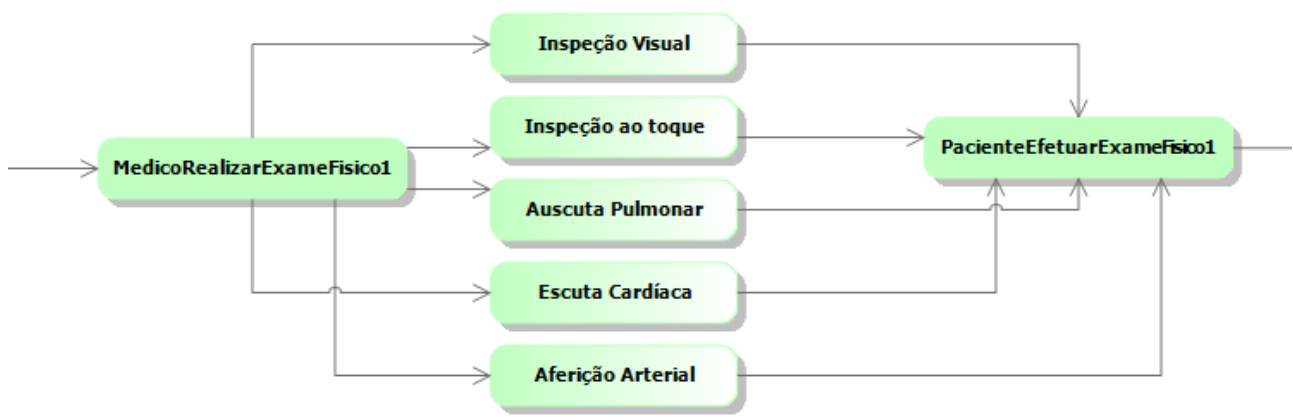 Inspeção Visual
Inspeção ao toque
MedicoRealizarExameFisico1
PacienteEfetuarExameFisico1
Auscuta Pulmonar
Escuta Cardíaca
Aferição Arterial